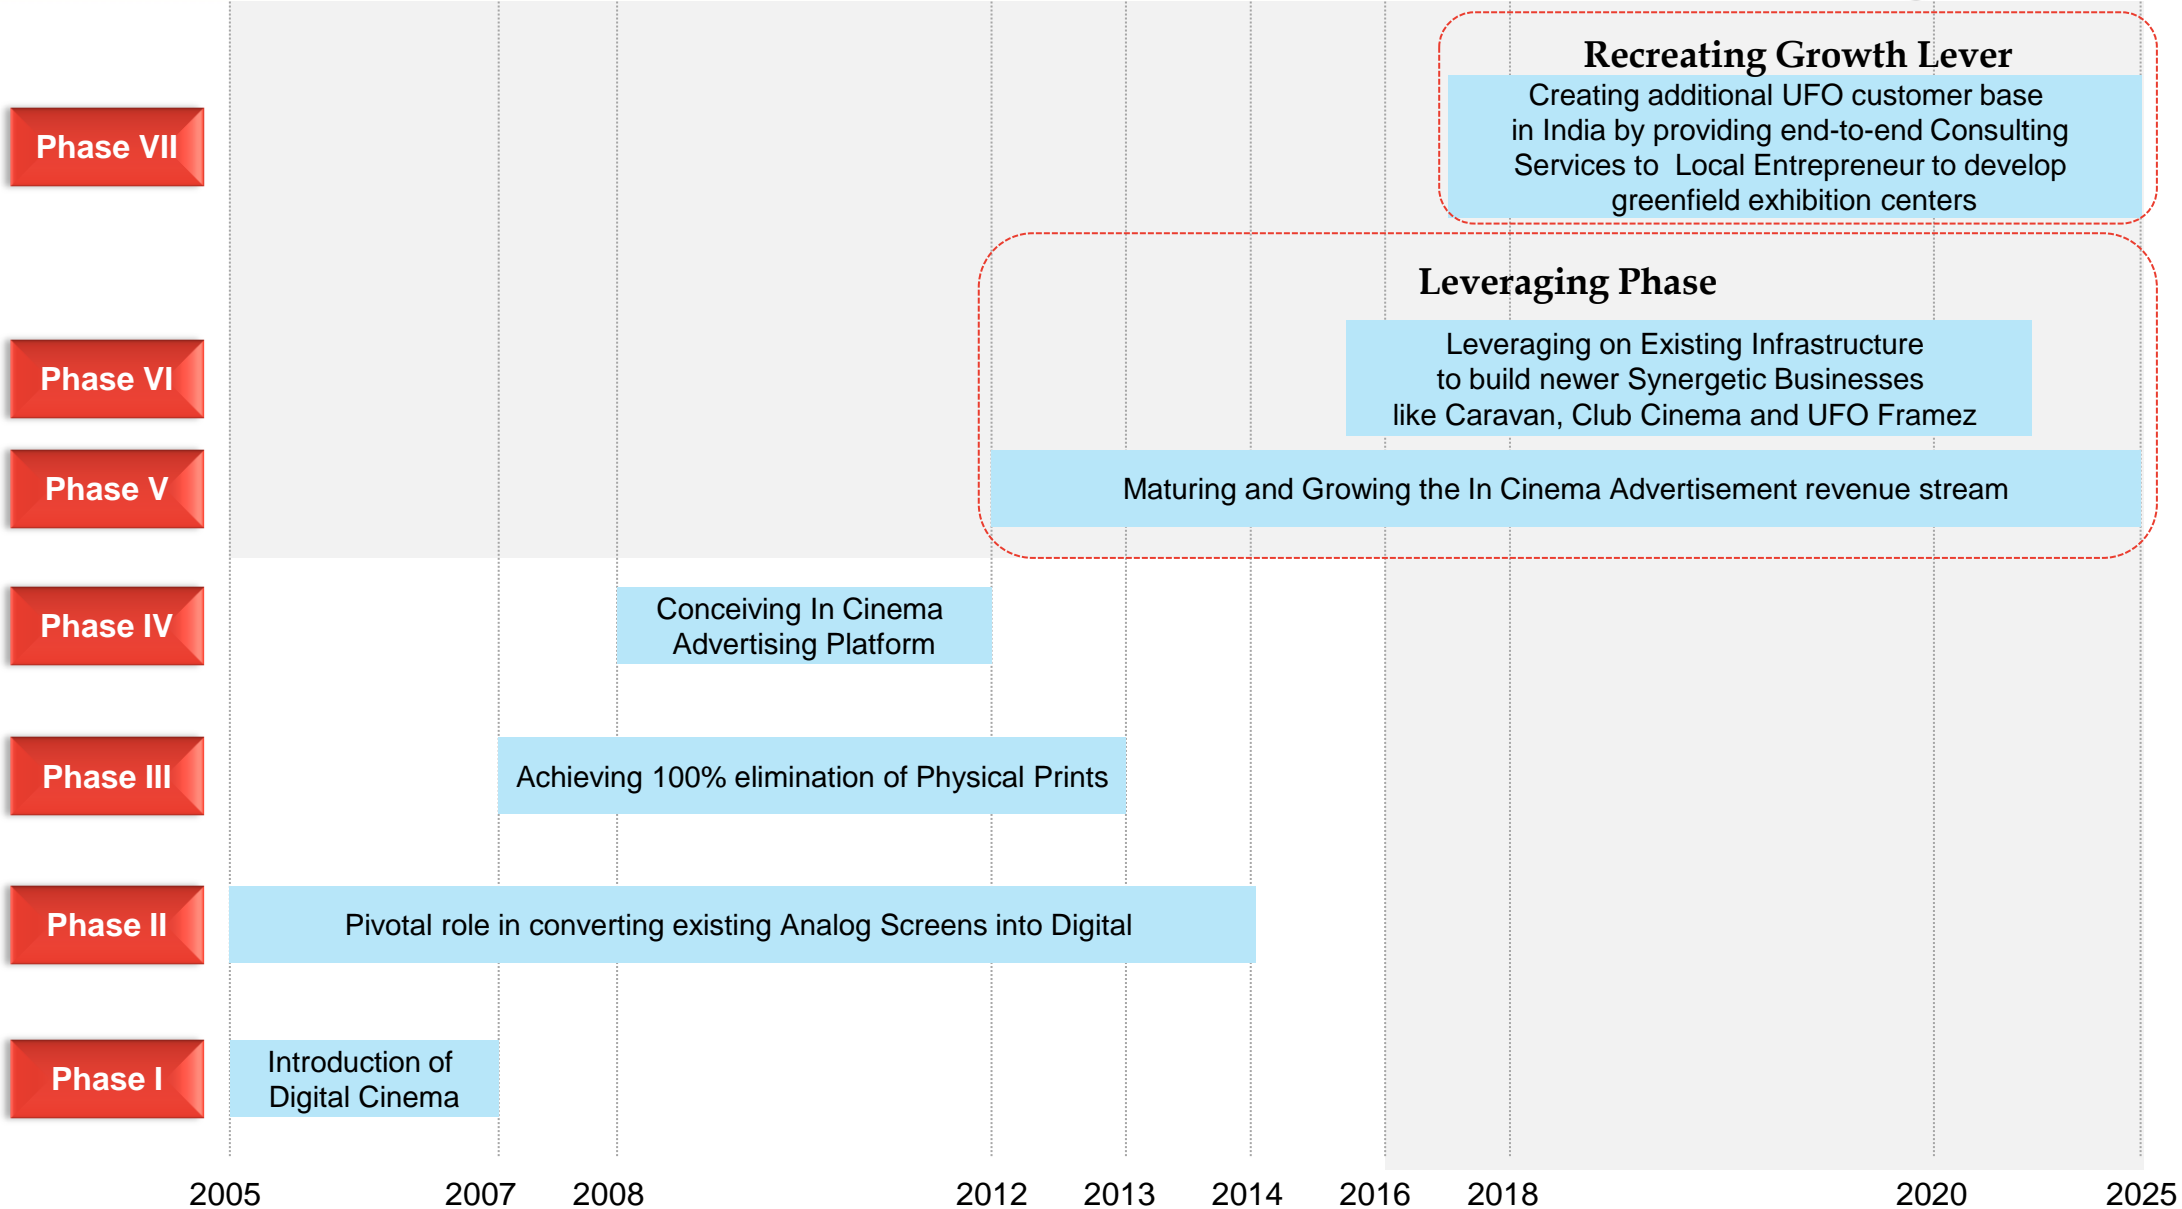 Recreating Growth Lever
Phase VII
Creating additional UFO customer base
in India by providing end-to-end Consulting
Services to Local Entrepreneur to develop
greenfield exhibition centers
Leveraging Phase
Phase VI
Leveraging on Existing Infrastructure
to build newer Synergetic Businesses
like Caravan, Club Cinema and UFO Framez
Phase V
Maturing and Growing the In Cinema Advertisement revenue stream
Phase IV
Conceiving In Cinema
Advertising Platform
Phase III
Achieving 100% elimination of Physical Prints
Phase II
Pivotal role in converting existing Analog Screens into Digital
Phase I
Introduction of
Digital Cinema
2005 2007 2008 2012 2013 2014 2016 2018 2020 2025